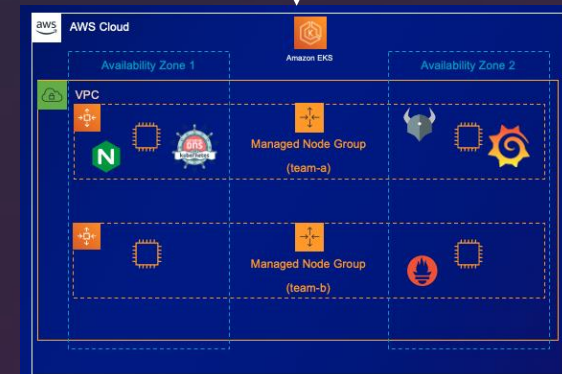 aws
AWS Cloud
Amazon EKS
Availability Zone 1
Availability Zone 2
VPC
N
DNS
kubernetes
Managed Node Group
(team-a)
Managed Node Group
(team-b)